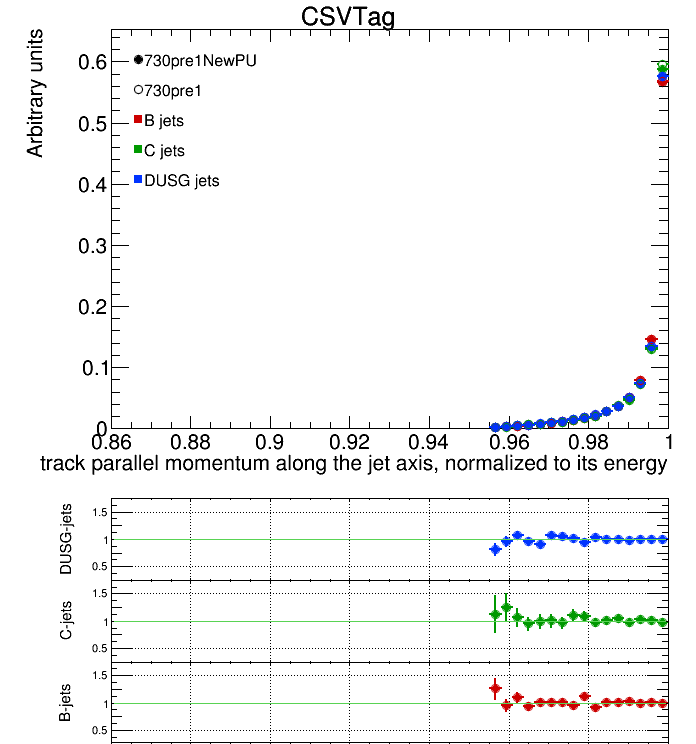 CSVTag
Arbitrary units
730pre1NewPU
730pre1
B jets
C jets
DUSG jets
0.6
0.5
0.4
0.3
0.2
0.1
0
0.86 0.88 0.9 0.92 0.94 0.96 0.98 1
track parallel momentum along the jet axis, normalized to its energy
DUSG-jets
1.5
1
0.5
C-jets
1.5
1
0.5
B-jets
1.5
1
0.5